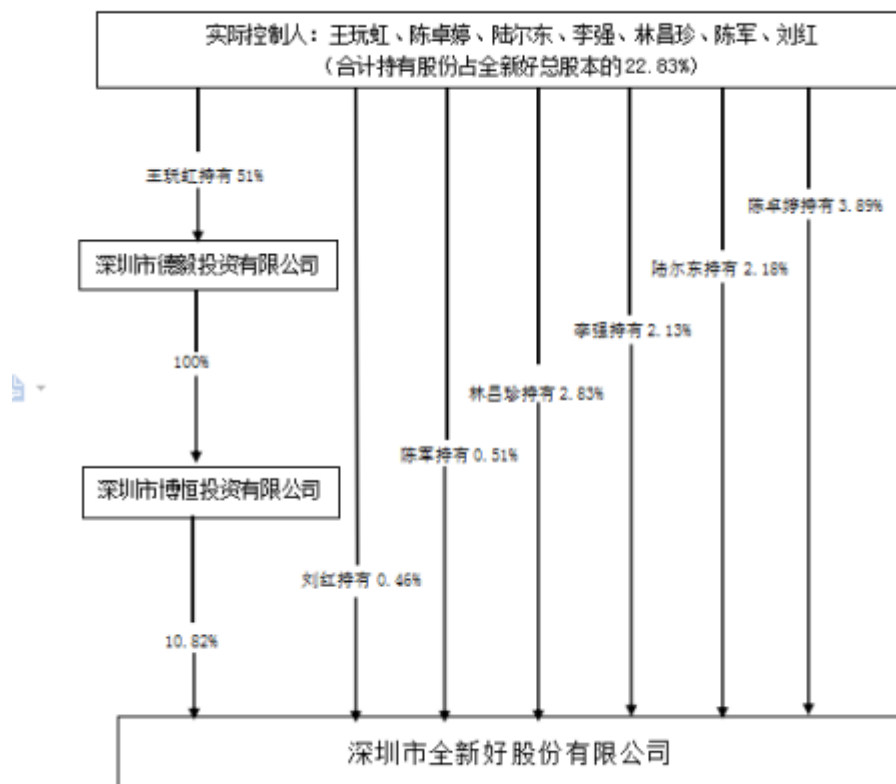 实际控制人：王玩虹、陈卓婷、陆尔东、李强、林昌珍、陈军、刘红
（合计持有股份占全新好总股本的22.83%）
王玩虹持有 51%
陈卓婷持有 3.89%
深圳市德毅投资有限公司
陆尔东持有 2.18%
李强持有 2.13%
100%
林昌珍持有 2.83%
陈军持有 0.51%
深圳市博恒投资有限公司
刘红持有 0.46%
10.82%
深圳市全新好股份有限公司